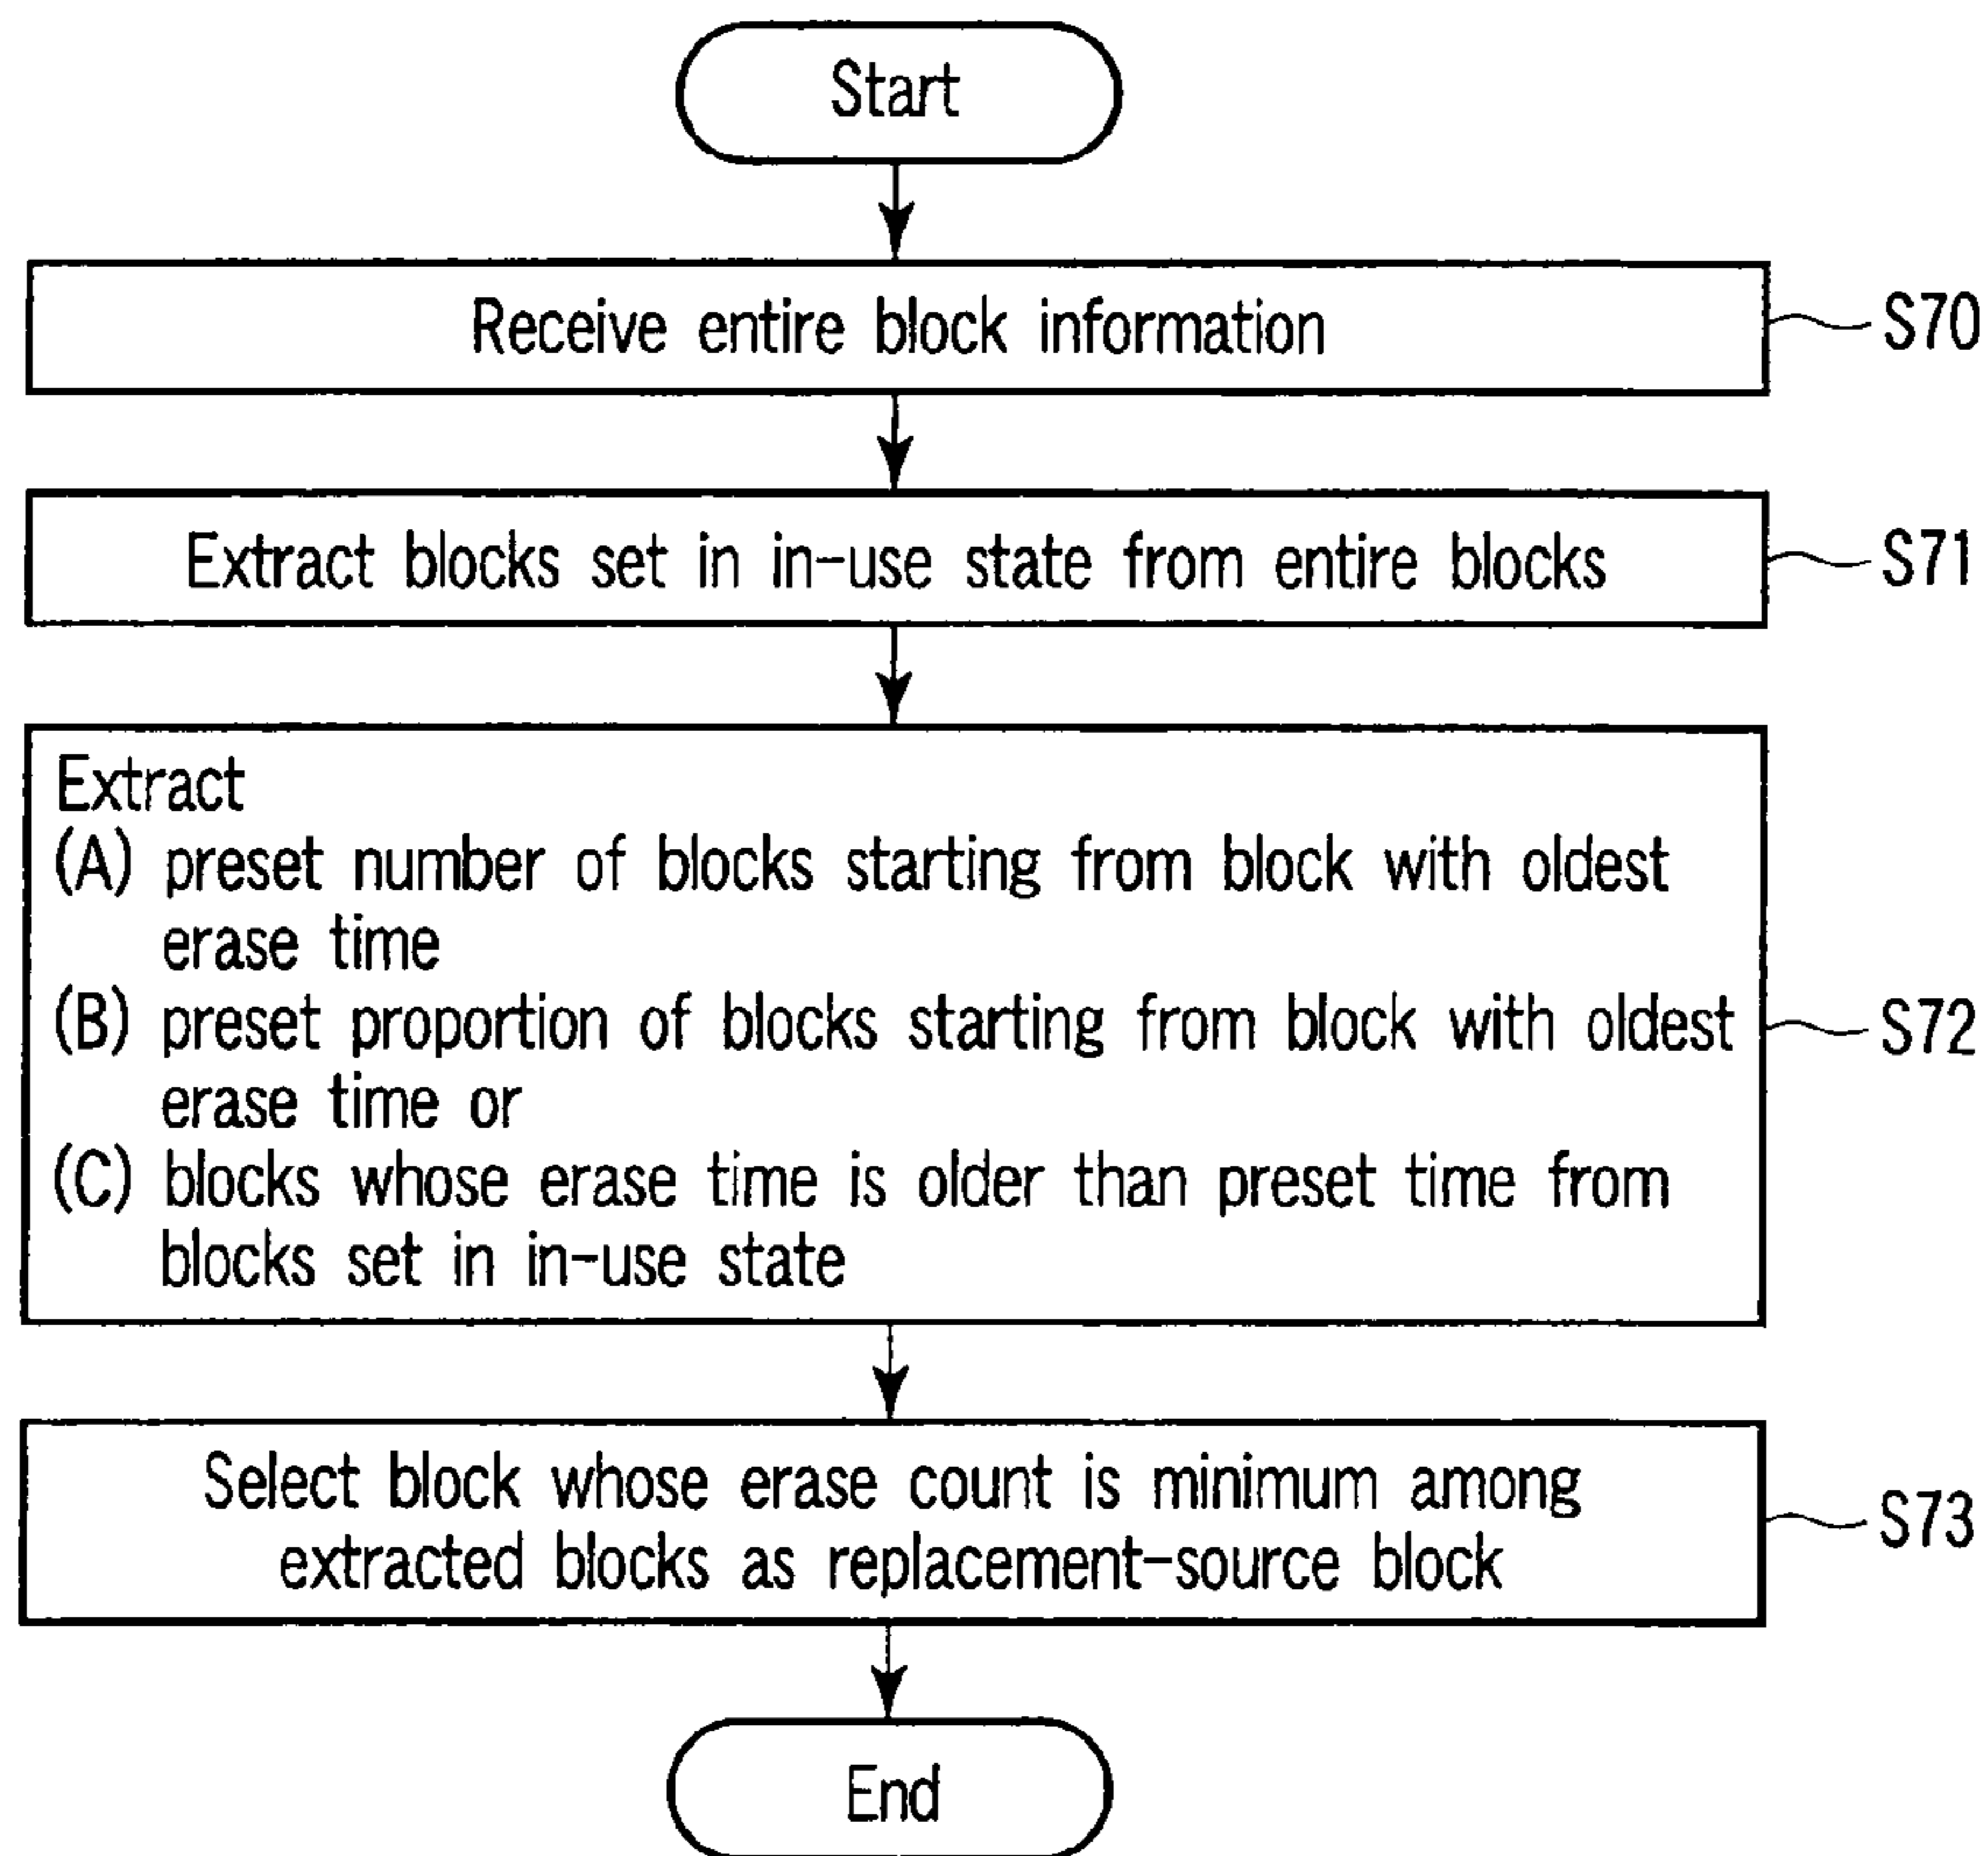 Start
Receive entire block information
S70
Extract blocks set in in-use state from entire blocks
S71
Extract
(A) preset number of blocks starting from block with oldest
erase time
(B) preset proportion of blocks starting from block with oldest
erase time or
(C) blocks whose erase time is older than preset time from
blocks set in in-use state
S72
Select block whose erase count is minimum among
extracted blocks as replacement-source block
S73
End